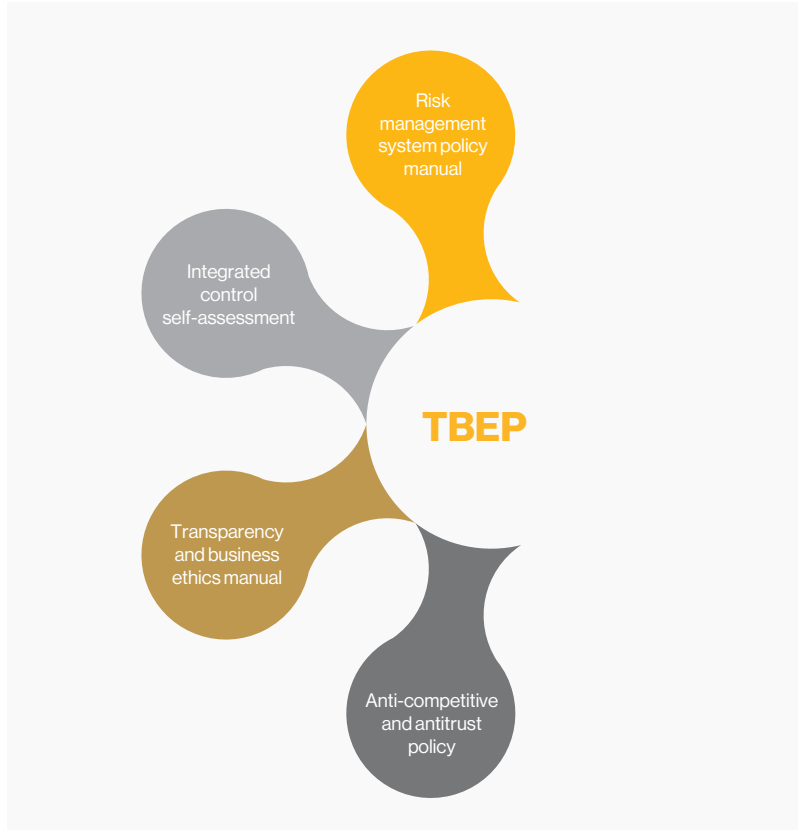 Risk
management
system policy
manual
Integrated
control
self-assessment
TBEP
Transparency
and business
ethics manual
Anti-competitive
and antitrust
policy